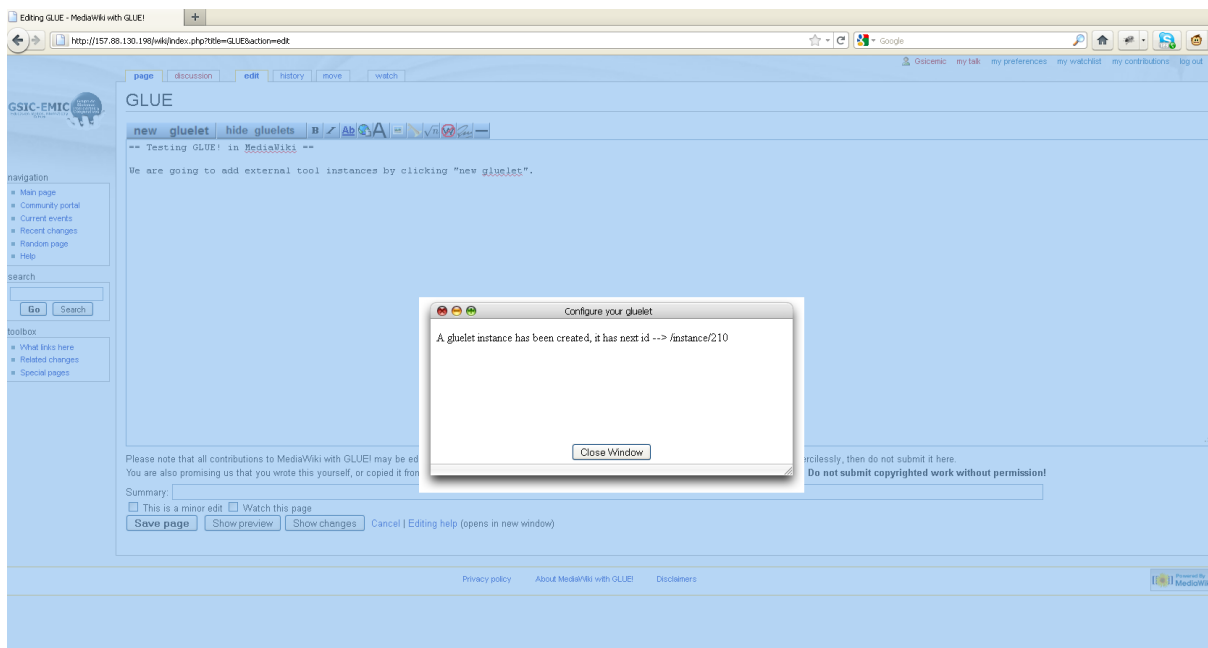 Editing GLUE - MediaWiki with GLUE!
http://157.88.130.198/wiki/index.php?title=GLUE&action=edit
Google
Gsicemic my talk my preferences my watchlist my contributions log out
page discussion edit history move watch
GSIC-EMIC
GLUE
new gluelet hide gluelets B I Ab A √n W
== Testing GLUE! in MediaWiki ==
We are going to add external tool instances by clicking "new gluelet".
navigation
Main page
Community portal
Current events
Recent changes
Random page
Help
search
Go Search
toolbox
What links here
Related changes
Special pages
Configure your gluelet
A gluelet instance has been created, it has next id --> /instance/210
Close Window
Please note that all contributions to MediaWiki with GLUE! may be ed
ercilessly, then do not submit it here.
You are also promising us that you wrote this yourself, or copied it from
Do not submit copyrighted work without permission!
Summary:
This is a minor edit Watch this page
Save page Show preview Show changes Cancel | Editing help (opens in new window)
Privacy policy About MediaWiki with GLUE! Disclaimers
Powered By
MediaWiki